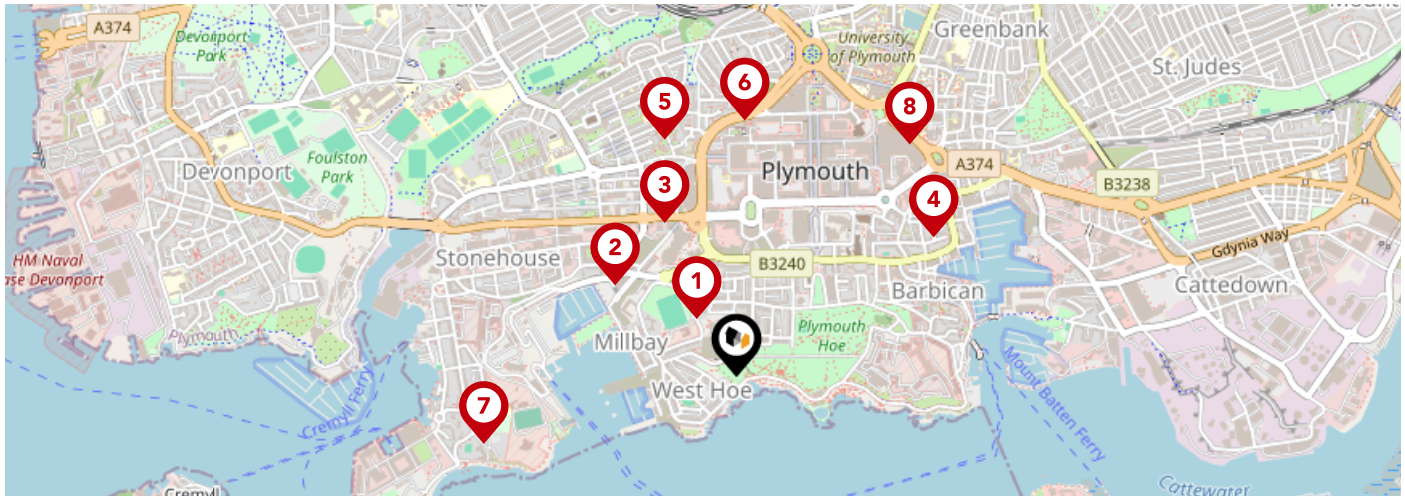 A374
Devonport
Park
University
of Plymouth
Greenbank
St. Judes
5
6
8
Devonport
Foulston
Park
Plymouth
A374
B3238
3
4
HM Naval
ase Devonport
Stonehouse
2
B3240
1
Barbican
Gdynia Way
Cattedown
Plymouth
Millbay
Plymouth
Hoe
West Hoe
Cremyll Ferry
Mount Batten Ferry
7
Cremyll
Cattewater